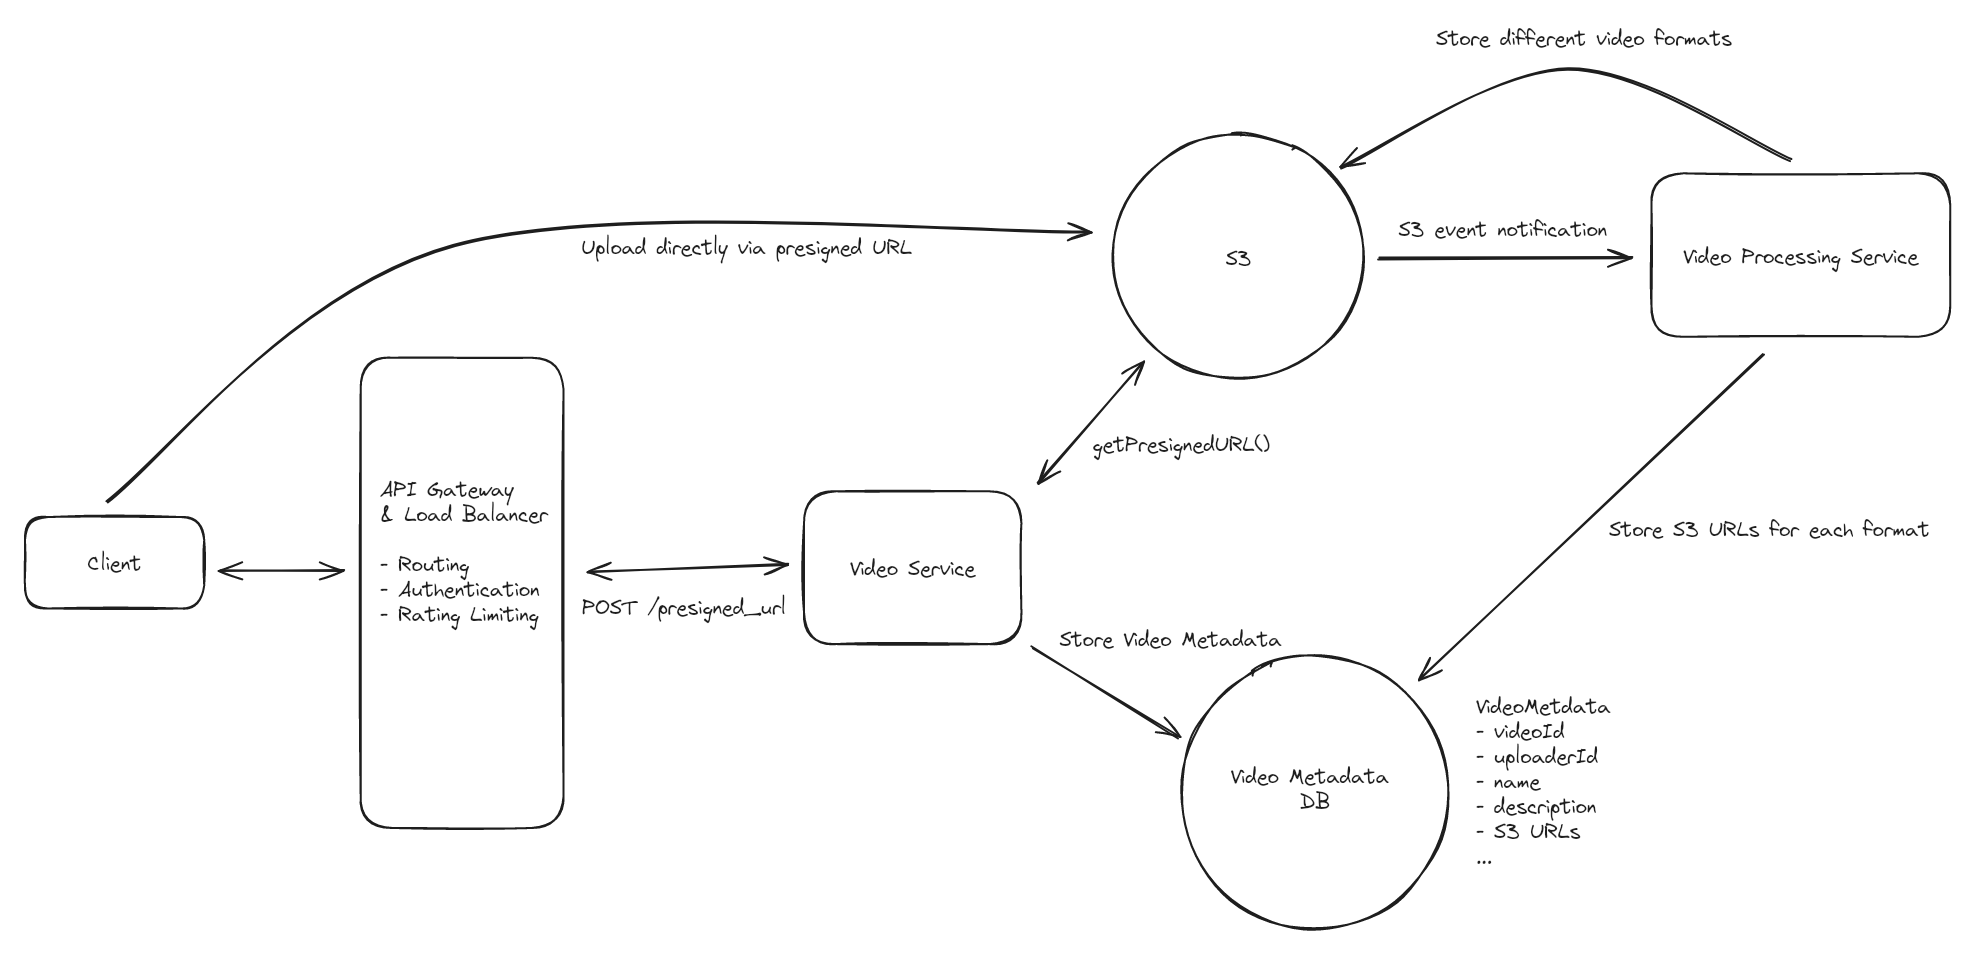 Store different video formats
S3 event notification
Upload directly via presigned URL
S3
Video Processing Service
getPresignedURL()
API Gateway
& Load Balancer
- Routing
- Authentication
- Rating Limiting
Client
Video Service
POST /presigned_url
Store S3 URLs for each format
Store Video Metadata
Video Metadata
DB
VideoMetdata
- videoId
- uploaderId
- name
- description
- S3 URLs
...